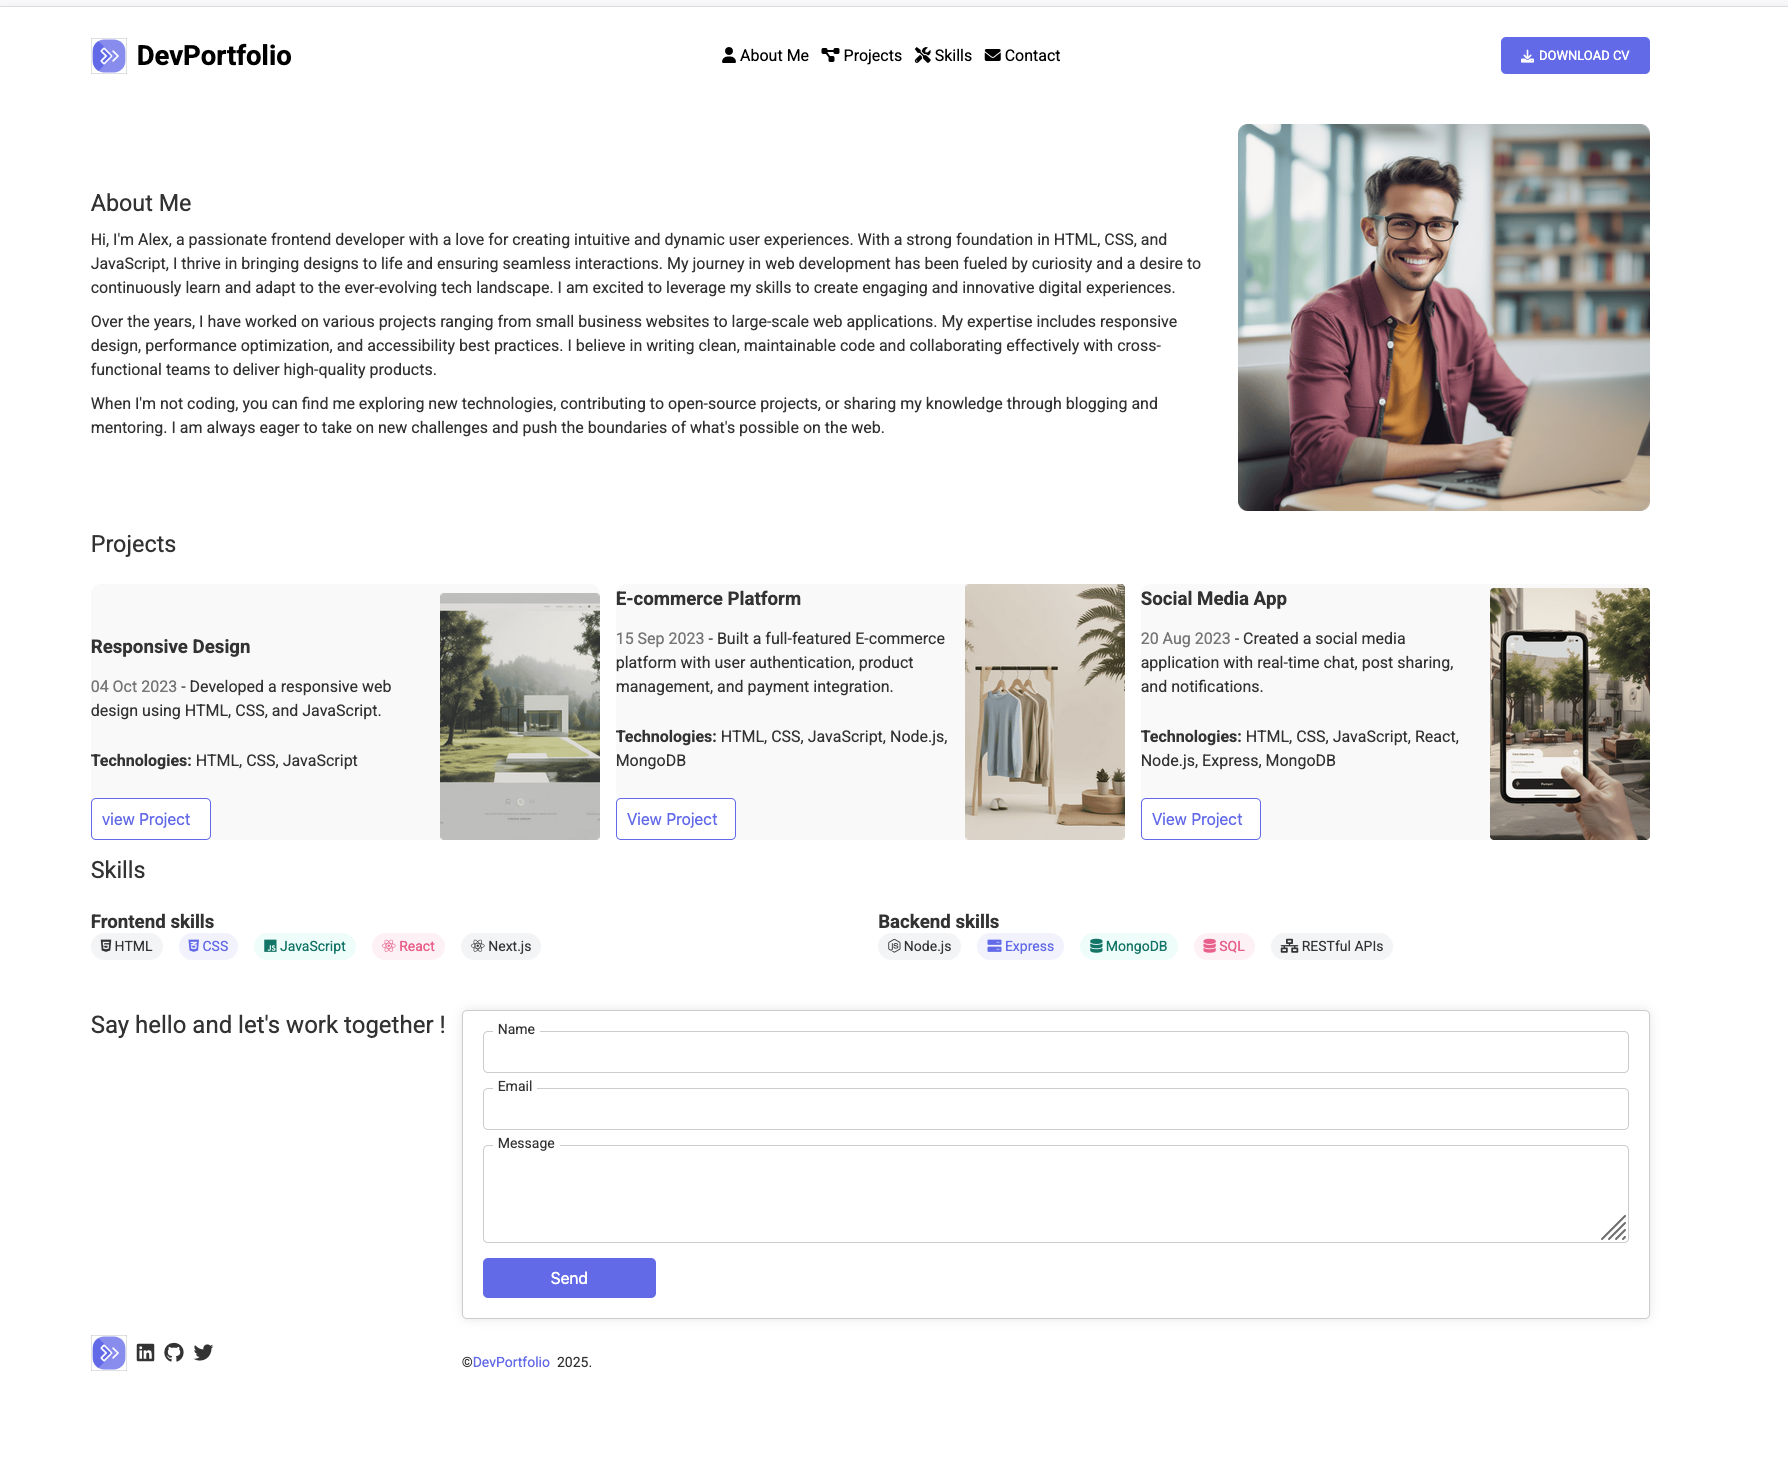 DevPortfolio
About Me Projects Skills Contact
DOWNLOAD CV
About Me
Hi, I'm Alex, a passionate frontend developer with a love for creating intuitive and dynamic user experiences. With a strong foundation in HTML, CSS, and
JavaScript, I thrive in bringing designs to life and ensuring seamless interactions. My journey in web development has been fueled by curiosity and a desire to
continuously learn and adapt to the ever-evolving tech landscape. I am excited to leverage my skills to create engaging and innovative digital experiences.
Over the years, I have worked on various projects ranging from small business websites to large-scale web applications. My expertise includes responsive
design, performance optimization, and accessibility best practices. I believe in writing clean, maintainable code and collaborating effectively with cross-
functional teams to deliver high-quality products.
When I'm not coding, you can find me exploring new technologies, contributing to open-source projects, or sharing my knowledge through blogging and
mentoring. I am always eager to take on new challenges and push the boundaries of what's possible on the web.
Projects
Responsive Design
04 Oct 2023 - Developed a responsive web
design using HTML, CSS, and JavaScript.
Technologies: HTML, CSS, JavaScript
view Project
E-commerce Platform
15 Sep 2023 - Built a full-featured E-commerce
platform with user authentication, product
management, and payment integration.
Technologies: HTML, CSS, JavaScript, Node.js,
MongoDB
View Project
Social Media App
20 Aug 2023 - Created a social media
application with real-time chat, post sharing,
and notifications.
Technologies: HTML, CSS, JavaScript, React,
Node.js, Express, MongoDB
View Project
Skills
Frontend skills
HTML CSS JavaScript React Next.js
Backend skills
Node.js Express MongoDB SQL RESTful APIs
Say hello and let's work together !
Name
Email
Message
Send
©DevPortfolio 2025.